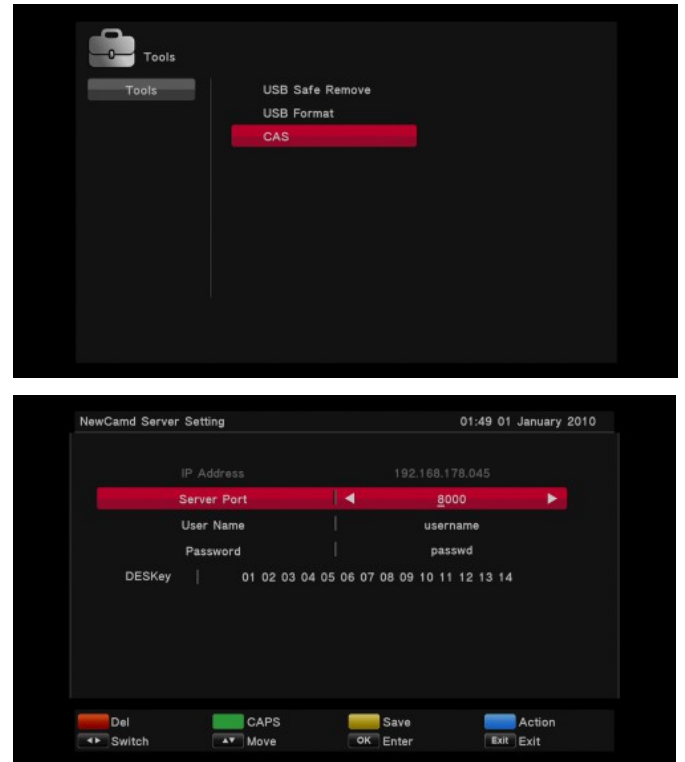 Tools
Tools
USB Safe Remove
USB Format
CAS
NewCamd Server Setting 01:49 01 January 2010
IP Address 192.168.178.045
Server Port 8000
User Name username
Password passwd
DESKey 01 02 03 04 05 06 07 08 09 10 11 12 13 14
Del CAPS Save Action
Switch Move OK Enter Exit Exit